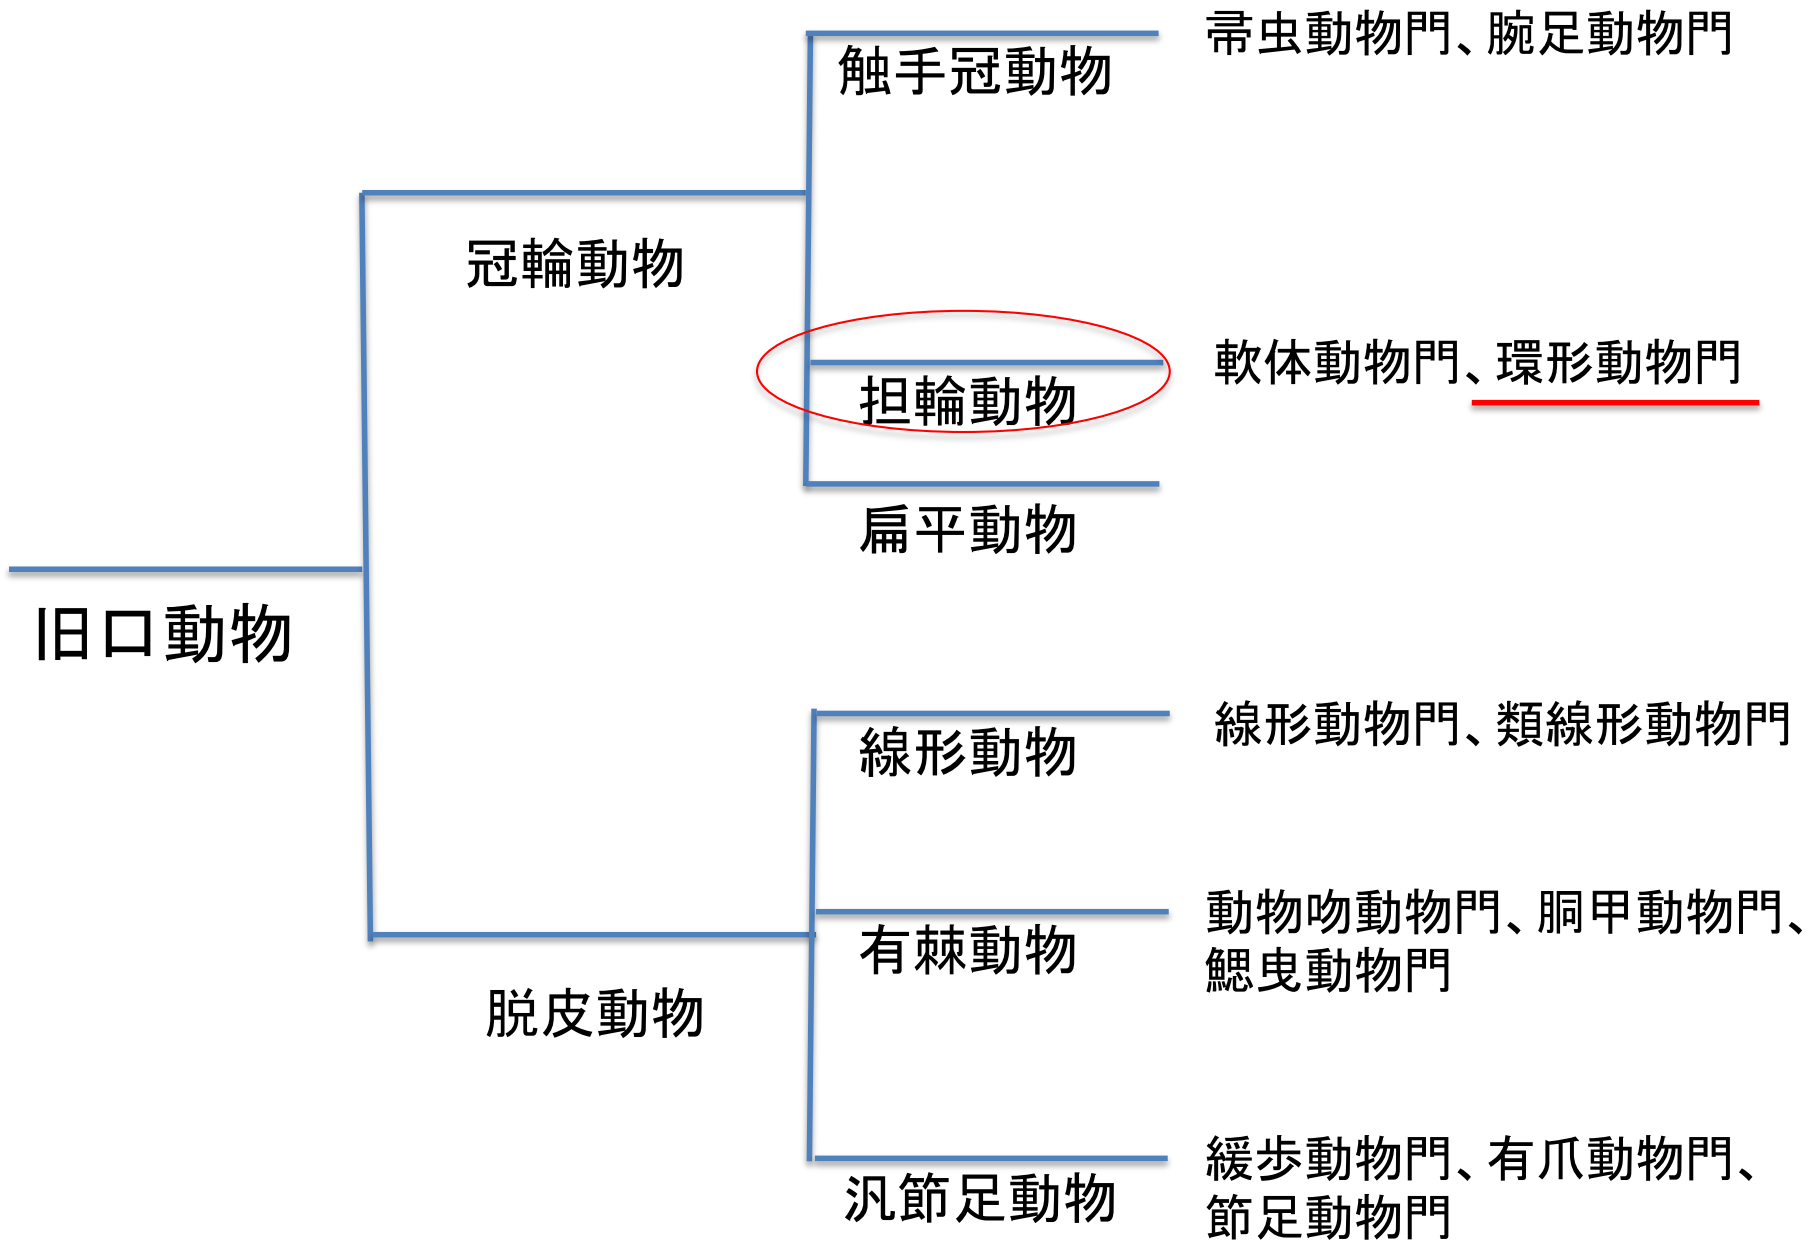 帚虫動物門、腕足動物門
触手冠動物
冠輪動物
軟体動物門、環形動物門
担輪動物
扁平動物
旧口動物
線形動物門、類線形動物門
線形動物
動物吻動物門、胴甲動物門、
鰓曳動物門
有棘動物
脱皮動物
緩歩動物門、有爪動物門、
節足動物門
汎節足動物